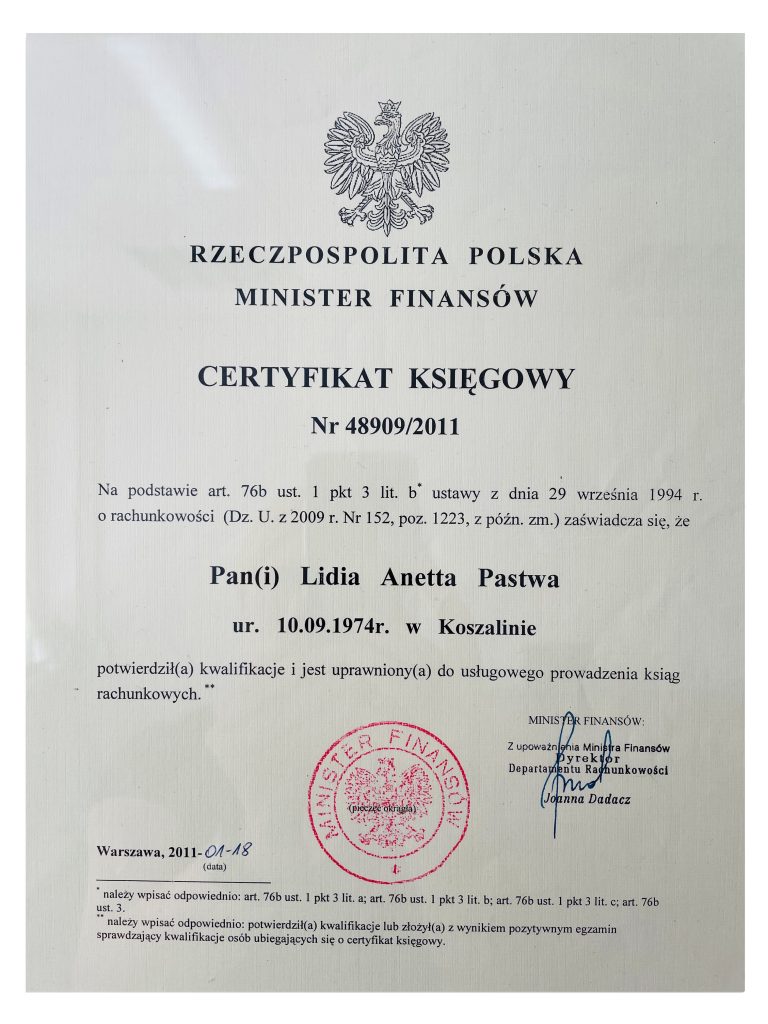 RZECZPOSPOLITA POLSKA
MINISTER FINANSÓW
CERTYFIKAT KSIĘGOWY
Nr 48909/2011
Na podstawie art. 76b ust. 1 pkt 3 lit. b* ustawy z dnia 29 września 1994 r.
o rachunkowości (Dz. U. z 2009 r. Nr 152, poz. 1223, z późn. zm.) zaświadcza się, że
Pan(i) Lidia Anetta Pastwa
ur. 10.09.1974r. w Koszalinie
potwierdził(a) kwalifikacje i jest uprawniony(a) do usługowego prowadzenia ksiąg
rachunkowych.**
MINISTER FINANSÓW:
Z upoważnienia Ministra Finansów
Dyrektor
Departamentu Rachunkowości
Joanna Dadacz
MINISTER FINANSÓW
(pieczęć okrągła)
Warszawa, 2011-01-18
(data)
* należy wpisać odpowiednio: art. 76b ust. 1 pkt 3 lit. a; art. 76b ust. 1 pkt 3 lit. b; art. 76b ust. 1 pkt 3 lit. c; art. 76b
ust. 3.
** należy wpisać odpowiednio: potwierdził(a) kwalifikacje lub złożył(a) z wynikiem pozytywnym egzamin
sprawdzający kwalifikacje osób ubiegających się o certyfikat księgowy.